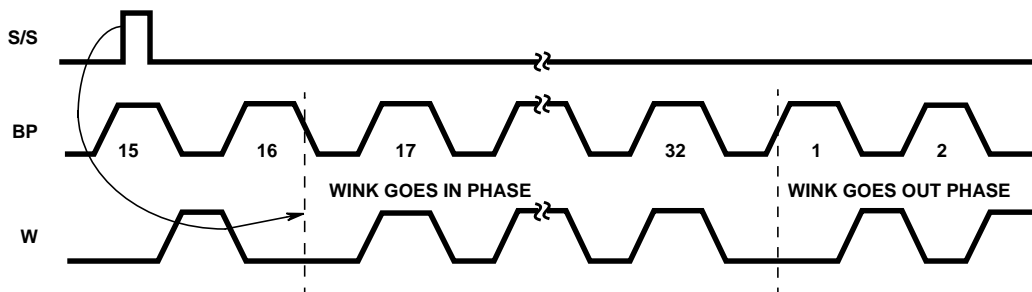 S/S
BP
15 16 17 32 1 2
WINK GOES IN PHASE WINK GOES OUT PHASE
W